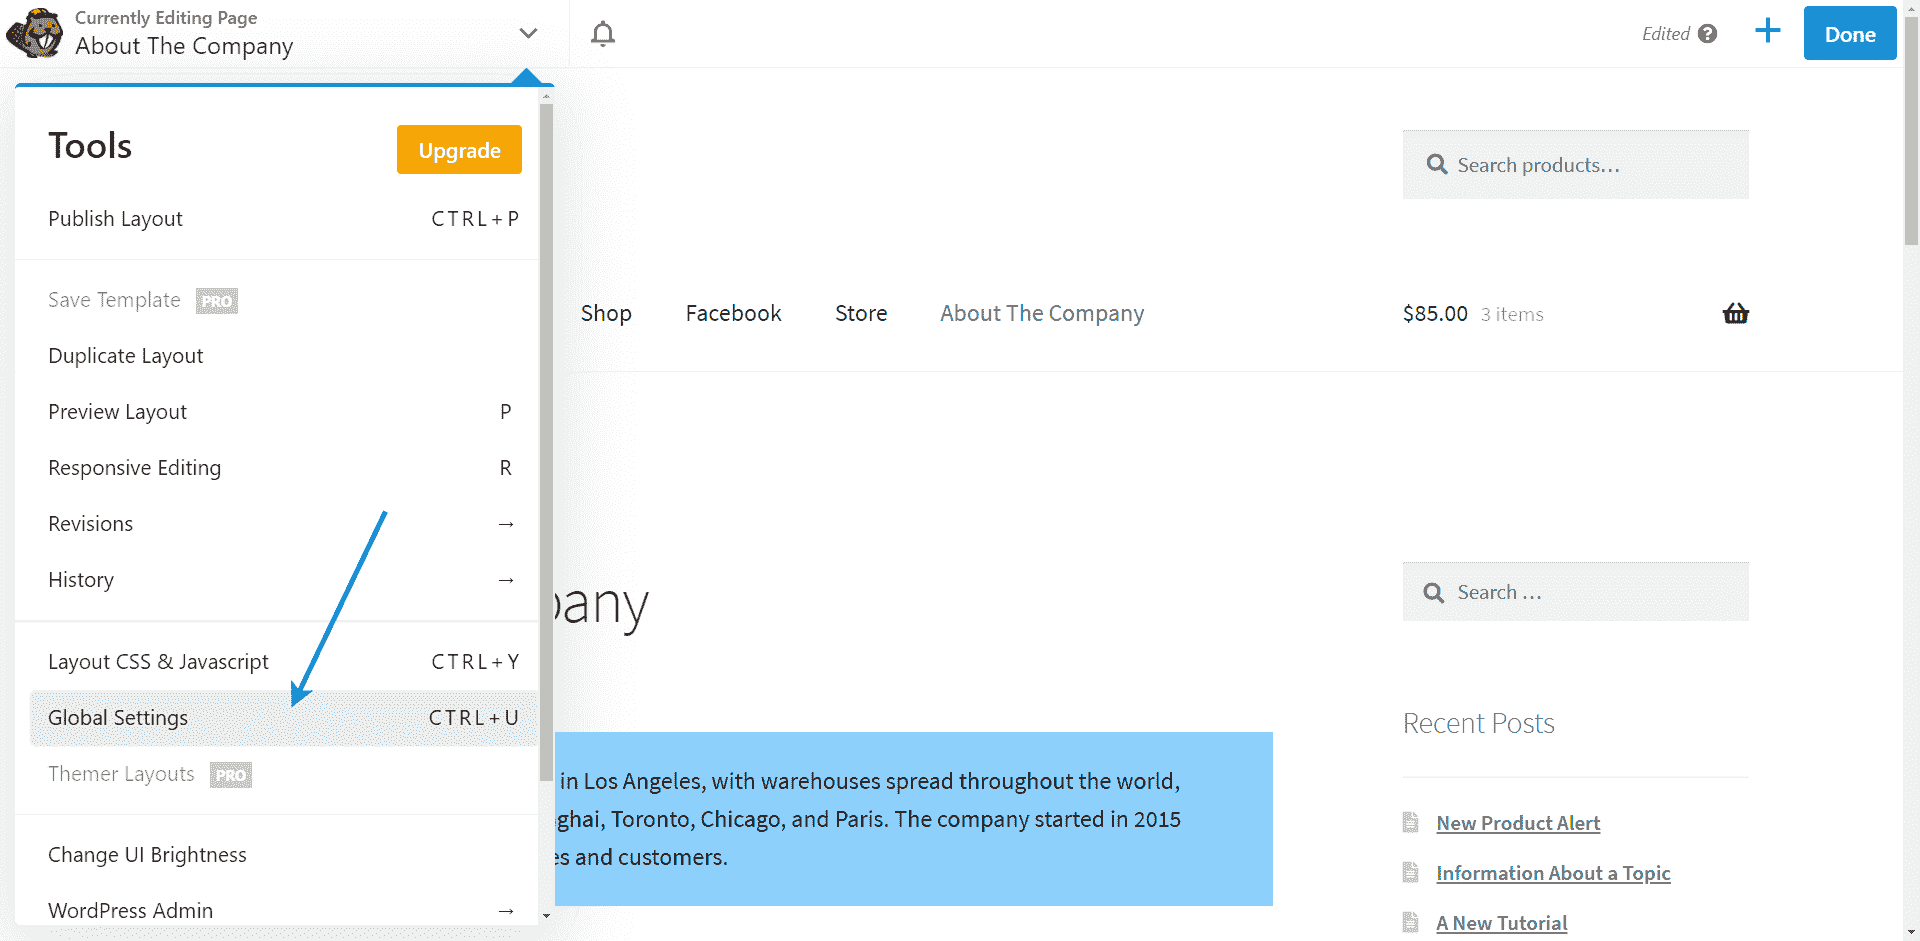 Currently Editing Page
About The Company
Edited
Done
Tools
Upgrade
Publish Layout CTRL+P
Save Template PRO
Duplicate Layout
Preview Layout P
Responsive Editing R
Revisions →
History →
Layout CSS & Javascript CTRL+Y
Global Settings CTRL+U
Themer Layouts PRO
Change UI Brightness
WordPress Admin →
Search products…
Shop Facebook Store About The Company
$85.00 3 items
pany
in Los Angeles, with warehouses spread throughout the world,
ghai, Toronto, Chicago, and Paris. The company started in 2015
es and customers.
Search …
Recent Posts
New Product Alert
Information About a Topic
A New Tutorial